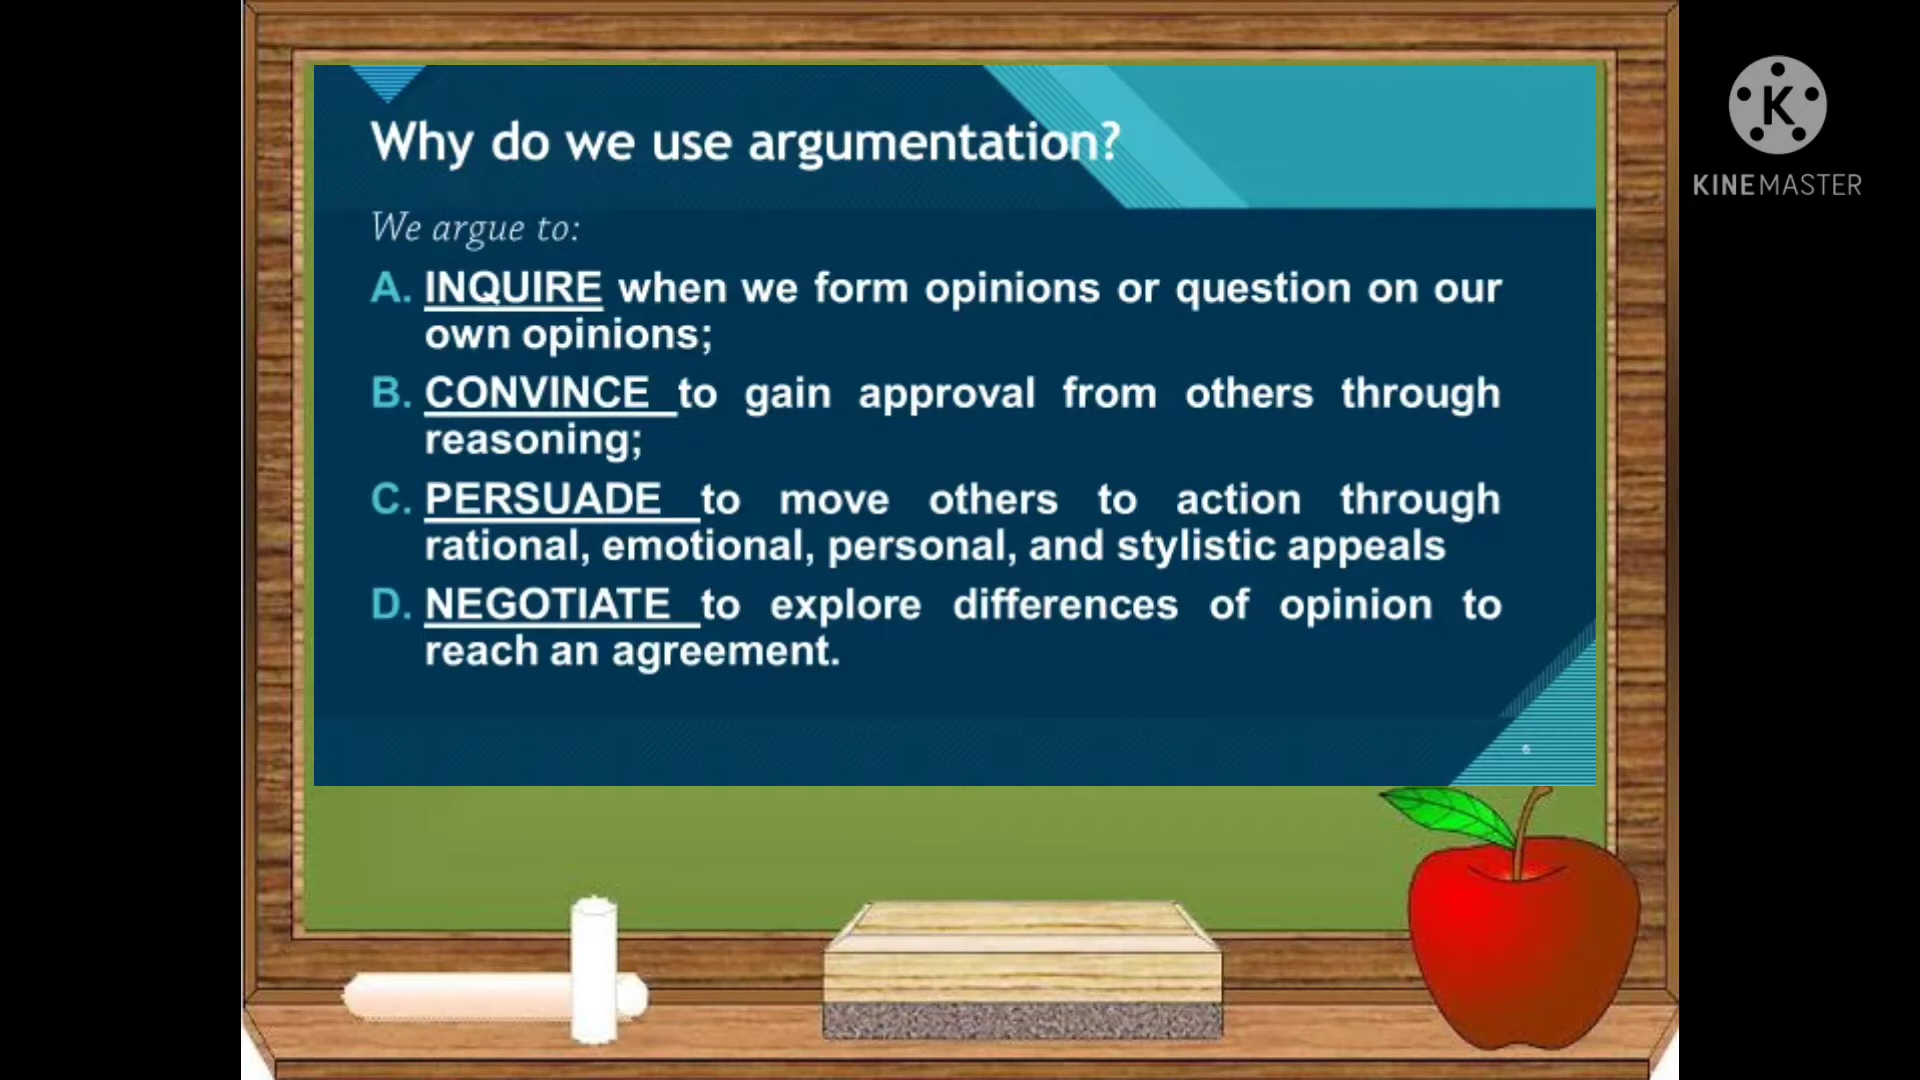 Why do we use argumentation?
We argue to:
A. INQUIRE when we form opinions or question on our
own opinions;
B. CONVINCE to gain approval from others through
reasoning;
C. PERSUADE to move others to action through
rational, emotional, personal, and stylistic appeals
D. NEGOTIATE to explore differences of opinion to
reach an agreement.
K
KINEMASTER